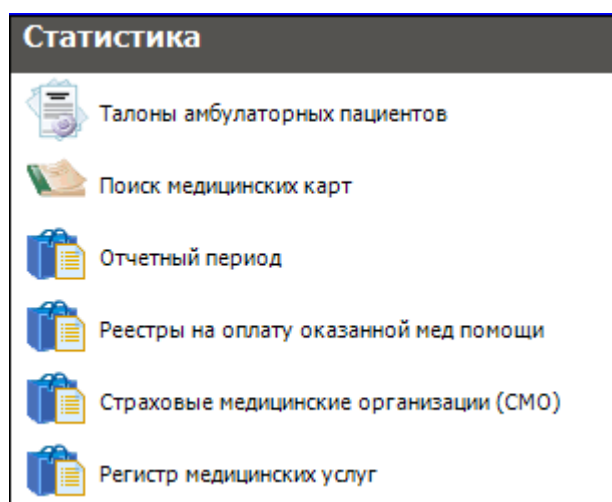 Статистика
Талоны амбулаторных пациентов
Поиск медицинских карт
Отчетный период
Реестры на оплату оказанной мед помощи
Страховые медицинские организации (СМО)
Регистр медицинских услуг